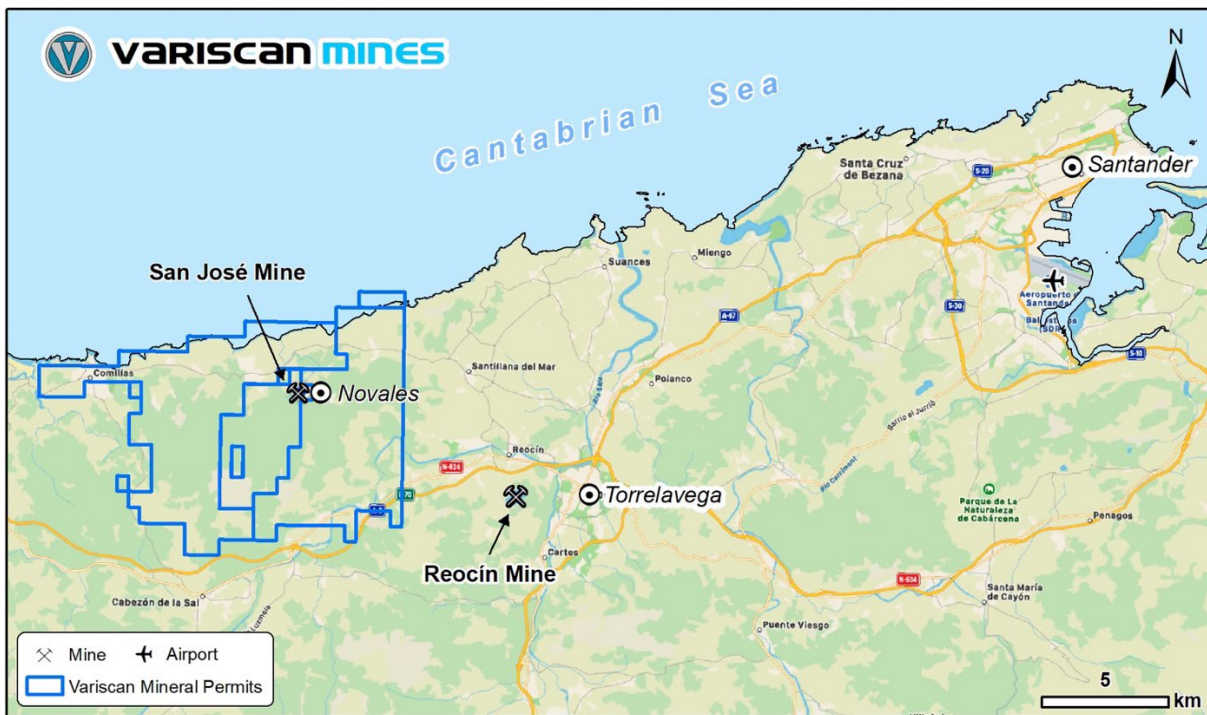 VARISCAN MINES
N
Cantabrian Sea
Santander
S-20
Santa Cruz
de Bezana
Miengo
Suances
San José Mine
S-30
Aeropuerto
Santande
A-67
S-10
Comillas
Santillana del Mar
Polanco
Novales
Barrio el Jurrió
Reocín
N-634
Torrelavega
Parque de La
Naturaleza
de Cabárcena
Penagos
Reocín Mine
Cartes
N-634
Cabezón de la Sal
Santa María
de Cayón
Puente Viesgo
Mine
Airport
Variscan Mineral Permits
5
km